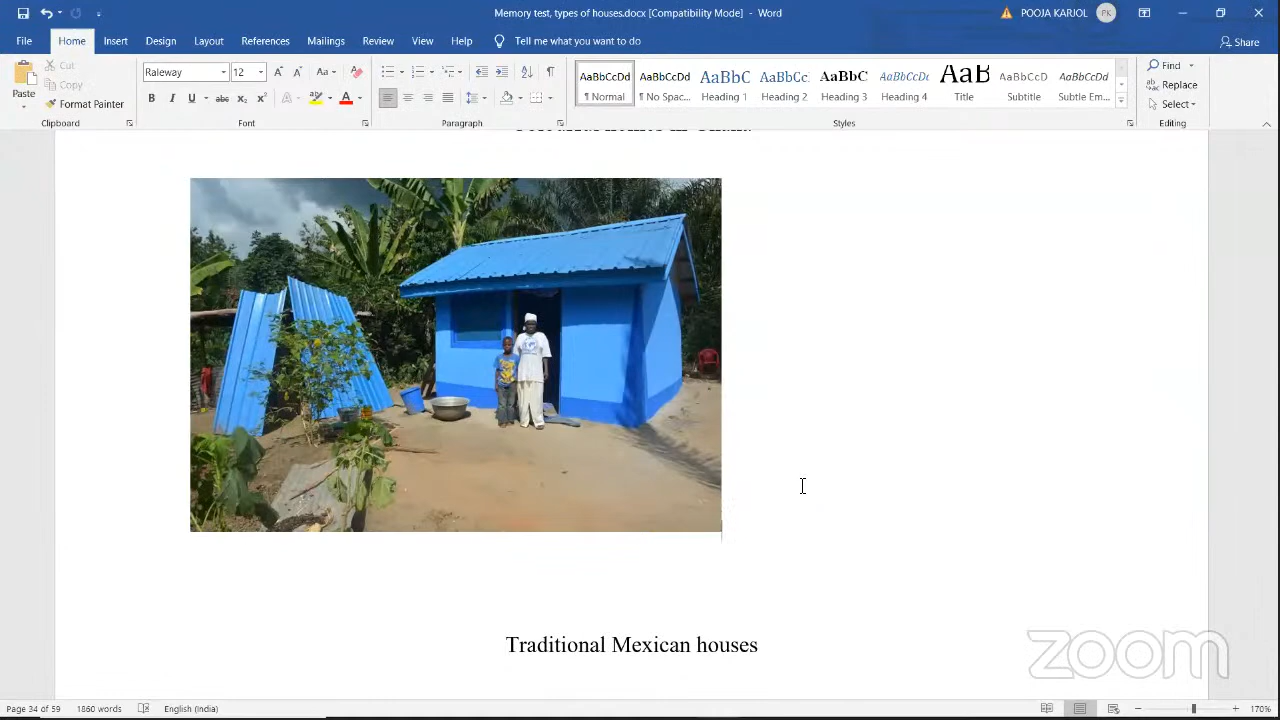 Memory test, types of houses.docx [Compatibility Mode] - Word
POOJA KARJOL
PK
File
Home
Insert
Design
Layout
References
Mailings
Review
View
Help
Tell me what you want to do
Share
Paste
Cut
Copy
Format Painter
Clipboard
Raleway
12
Font
Paragraph
AaBbCcDd
¶ Normal
AaBbCcDd
¶ No Spac...
AaBbC
Heading 1
AaBbCc.
Heading 2
AaBbC
Heading 3
AaBbCcDc
Heading 4
AaB
Title
AaBbCcD
Subtitle
AaBbCcDd
Subtle Em...
Styles
Find
Replace
Select
Editing
Traditional Mexican houses
zoom
Page 34 of 59
1860 words
English (India)
170%